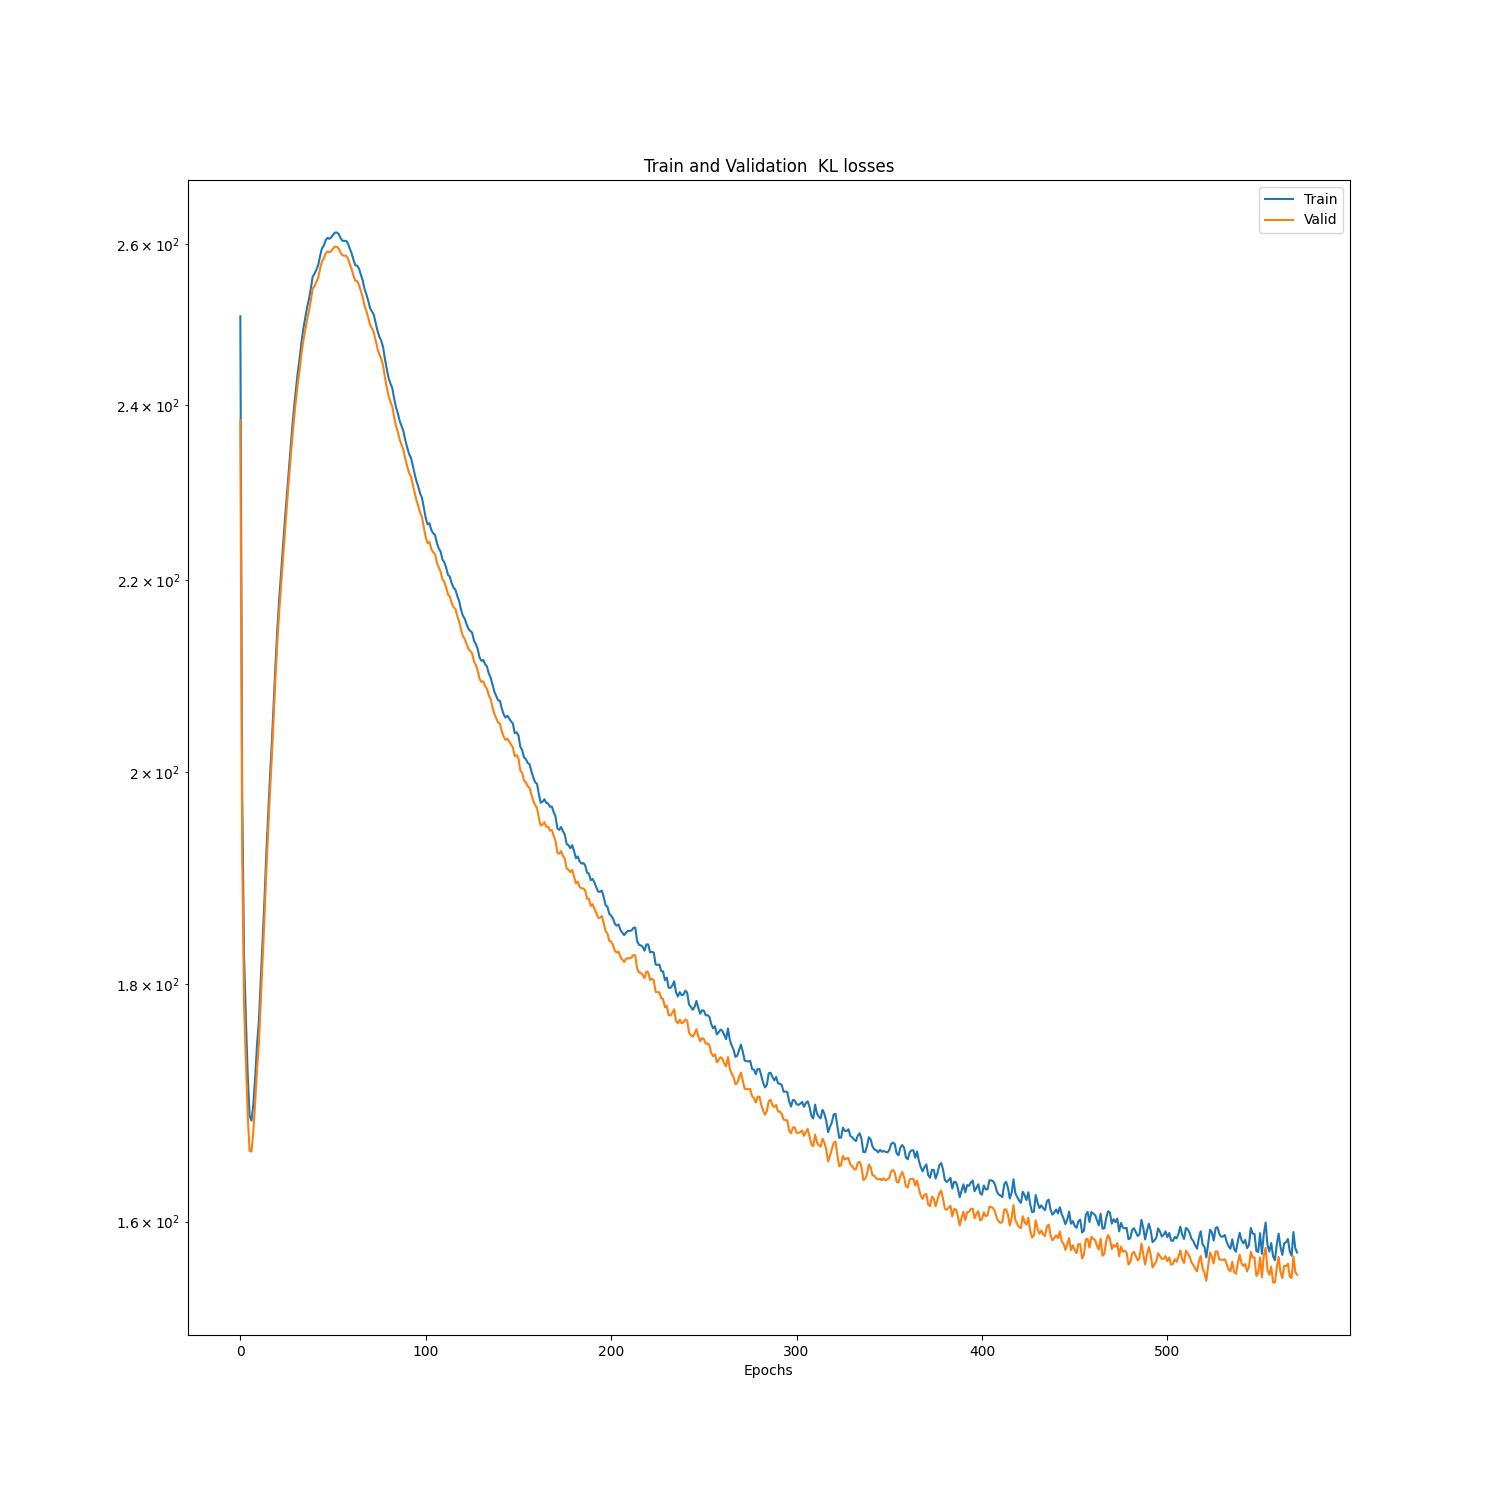 Train and Validation  KL losses
Train
Valid
2.6 × 10²
2.4 × 10²
2.2 × 10²
2 × 10²
1.8 × 10²
1.6 × 10²
0 100 200 300 400 500
Epochs